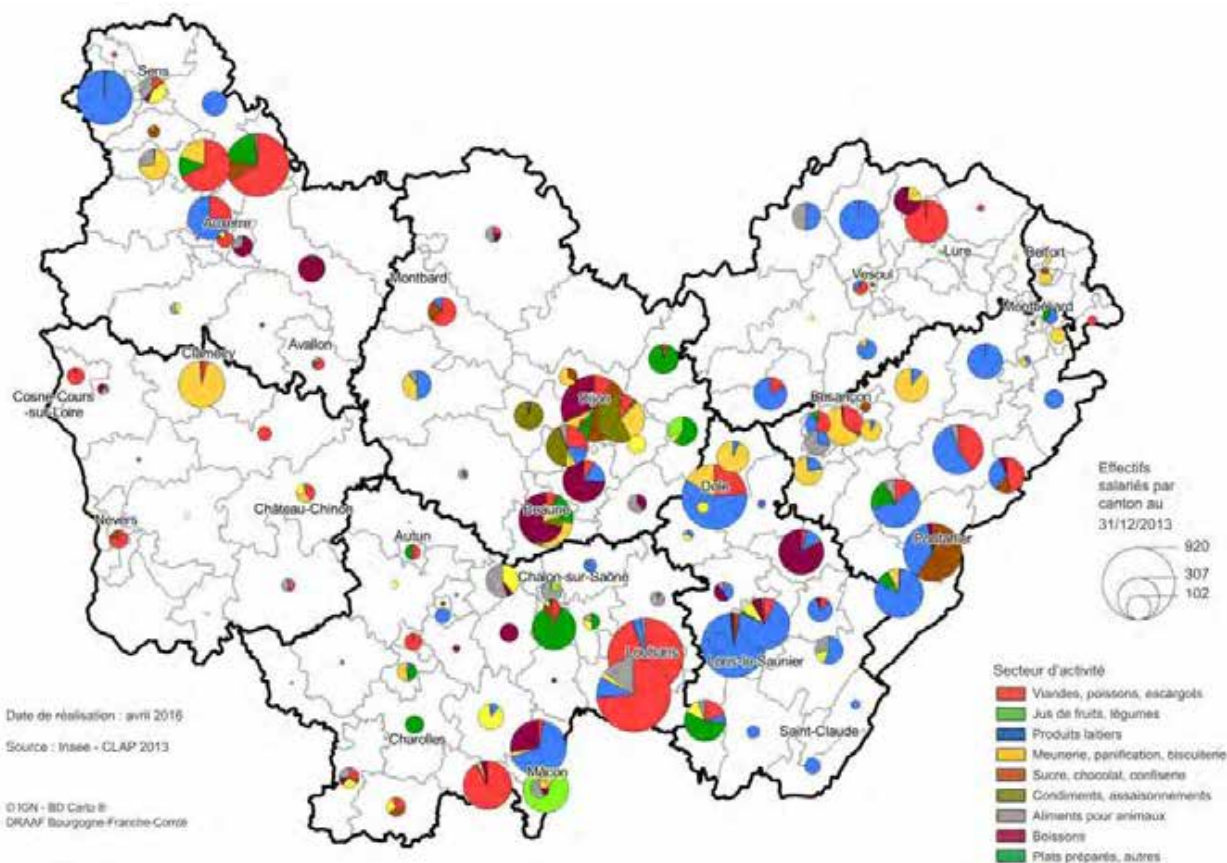 Sens
Auxerre
Montbard
Avallon
Clamecy
Cosne-Cours
-sur-Loire
Château-Chinon
Nevers
Autun
Dijon
Beaune
Chalon-sur-Saône
Louhans
Charolles
Mâcon
Vesoul
Lure
Belfort
Montbéliard
Besançon
Dole
Pontarlier
Lons-le-Saunier
Saint-Claude
Effectifs
salariés par
canton au
31/12/2013
920
307
102
Secteur d'activité
Viandes, poissons, escargots
Jus de fruits, légumes
Produits laitiers
Meunerie, panification, biscuiterie
Sucre, chocolat, confiserie
Condiments, assaisonnements
Aliments pour animaux
Boissons
Plats préparés, autres
Date de réalisation : avril 2016
Source : Insee - CLAP 2013
© IGN - BD Carto ®
DRAAF Bourgogne-Franche-Comté